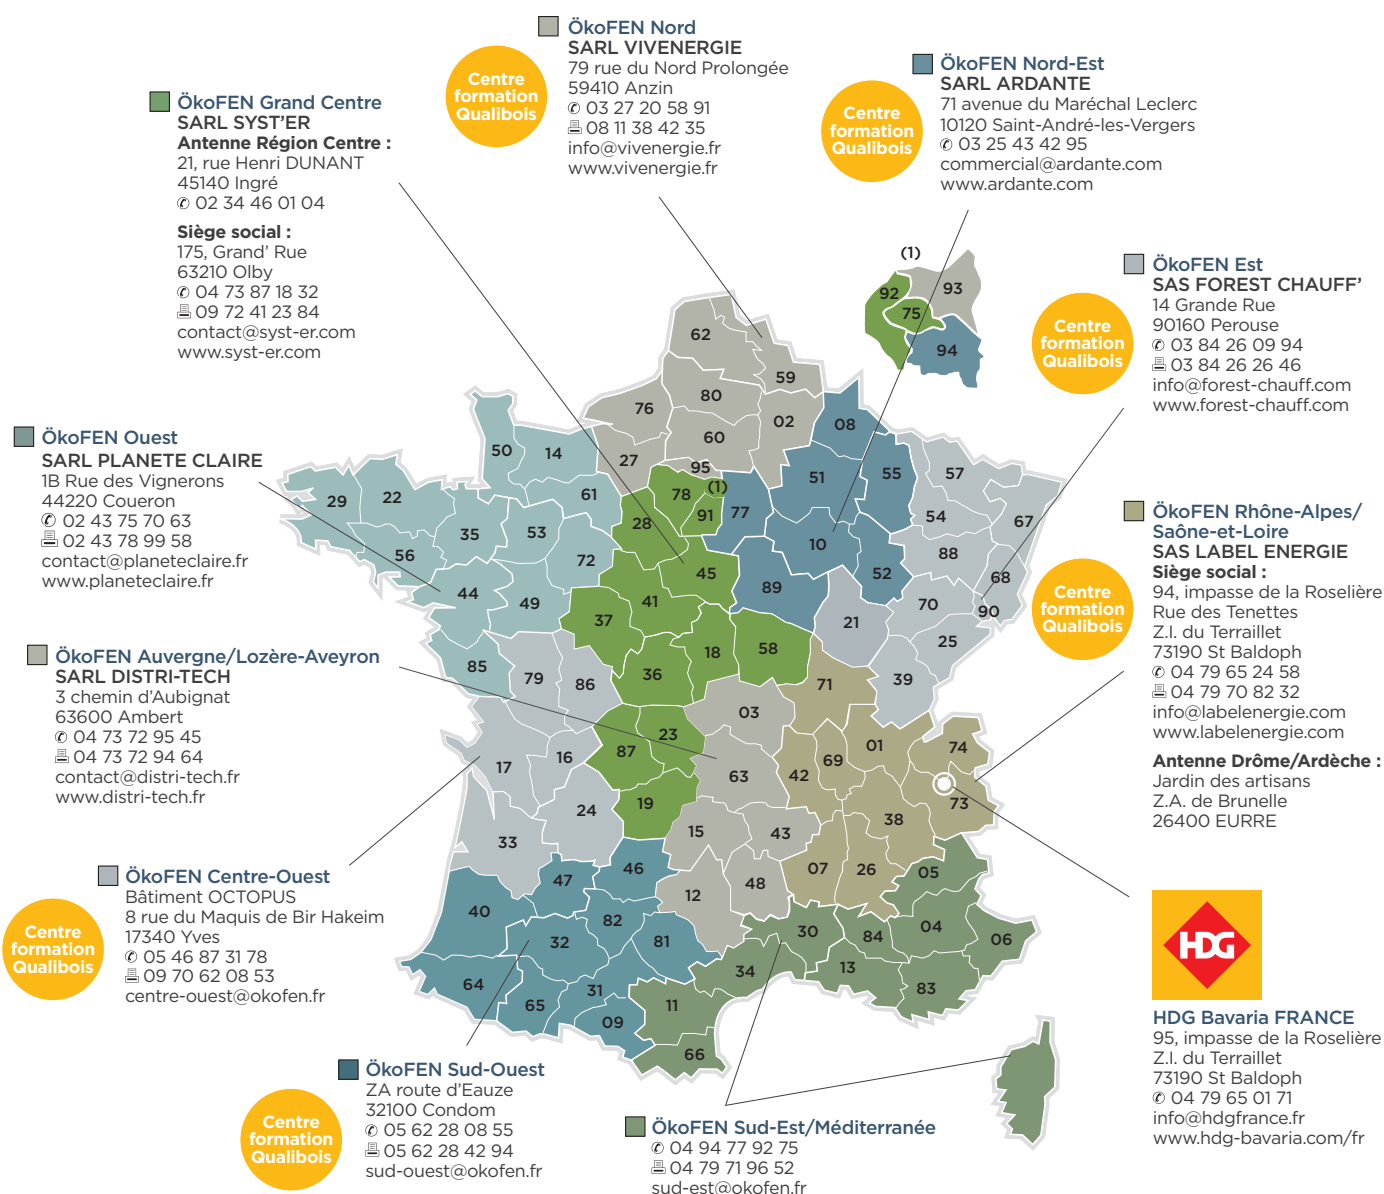 ÖkoFEN Nord
SARL VIVENERGIE
79 rue du Nord Prolongée
59410 Anzin
✆ 03 27 20 58 91
08 11 38 42 35
info@vivenergie.fr
www.vivenergie.fr
Centre
formation
Qualibois
ÖkoFEN Nord-Est
SARL ARDANTE
71 avenue du Maréchal Leclerc
10120 Saint-André-les-Vergers
✆ 03 25 43 42 95
commercial@ardante.com
www.ardante.com
Centre
formation
Qualibois
ÖkoFEN Grand Centre
SARL SYST'ER
Antenne Région Centre :
21, rue Henri DUNANT
45140 Ingré
✆ 02 34 46 01 04
Siège social :
175, Grand' Rue
63210 Olby
✆ 04 73 87 18 32
09 72 41 23 84
contact@syst-er.com
www.syst-er.com
ÖkoFEN Est
SAS FOREST CHAUFF'
14 Grande Rue
90160 Perouse
✆ 03 84 26 09 94
03 84 26 26 46
info@forest-chauff.com
www.forest-chauff.com
Centre
formation
Qualibois
ÖkoFEN Ouest
SARL PLANETE CLAIRE
1B Rue des Vignerons
44220 Coueron
✆ 02 43 75 70 63
02 43 78 99 58
contact@planeteclaire.fr
www.planeteclaire.fr
ÖkoFEN Rhône-Alpes/
Saône-et-Loire
SAS LABEL ENERGIE
Siège social :
94, impasse de la Roselière
Rue des Tenettes
Z.I. du Terraillet
73190 St Baldoph
✆ 04 79 65 24 58
04 79 70 82 32
info@labelenergie.com
www.labelenergie.com
Antenne Drôme/Ardèche :
Jardin des artisans
Z.A. de Brunelle
26400 EURRE
Centre
formation
Qualibois
ÖkoFEN Auvergne/Lozère-Aveyron
SARL DISTRI-TECH
3 chemin d'Aubignat
63600 Ambert
✆ 04 73 72 95 45
04 73 72 94 64
contact@distri-tech.fr
www.distri-tech.fr
ÖkoFEN Centre-Ouest
Bâtiment OCTOPUS
8 rue du Maquis de Bir Hakeim
17340 Yves
✆ 05 46 87 31 78
09 70 62 08 53
centre-ouest@okofen.fr
Centre
formation
Qualibois
ÖkoFEN Sud-Ouest
ZA route d'Eauze
32100 Condom
✆ 05 62 28 08 55
05 62 28 42 94
sud-ouest@okofen.fr
Centre
formation
Qualibois
ÖkoFEN Sud-Est/Méditerranée
✆ 04 94 77 92 75
04 79 71 96 52
sud-est@okofen.fr
HDG
HDG Bavaria FRANCE
95, impasse de la Roselière
Z.I. du Terraillet
73190 St Baldoph
✆ 04 79 65 01 71
info@hdgfrance.fr
www.hdg-bavaria.com/fr
(1)
92
93
75
94
62
59
80
76
02
60
08
27
95
50
14
51
55
57
78
(1)
61
29
22
91
77
28
54
67
35
53
10
56
88
72
45
52
68
89
44
49
41
70
90
37
21
25
18
58
85
36
79
86
71
39
03
23
01
74
87
16
69
17
63
42
73
19
24
38
15
43
33
46
07
26
05
47
48
12
40
82
30
84
04
06
32
81
34
13
64
31
83
65
11
09
66